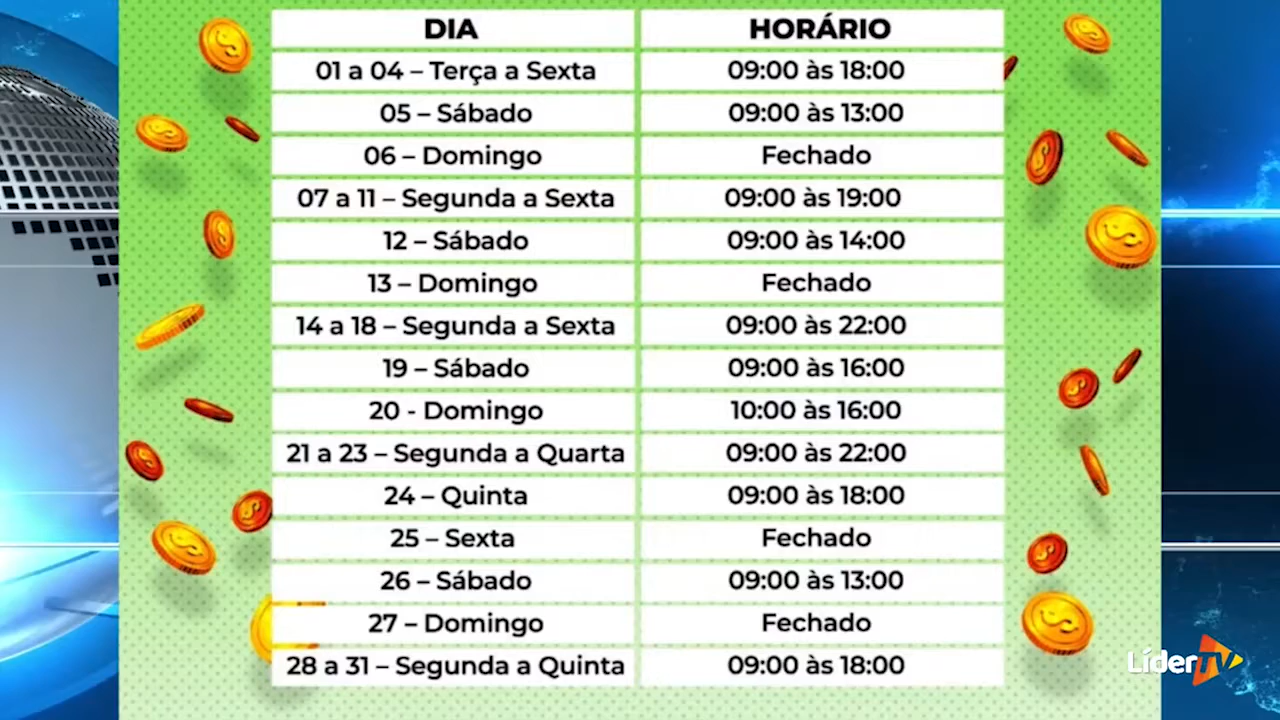 DIA HORÁRIO
01 a 04 – Terça a Sexta 09:00 às 18:00
05 – Sábado 09:00 às 13:00
06 – Domingo Fechado
07 a 11 – Segunda a Sexta 09:00 às 19:00
12 – Sábado 09:00 às 14:00
13 – Domingo Fechado
14 a 18 – Segunda a Sexta 09:00 às 22:00
19 – Sábado 09:00 às 16:00
20 - Domingo 10:00 às 16:00
21 a 23 – Segunda a Quarta 09:00 às 22:00
24 – Quinta 09:00 às 18:00
25 – Sexta Fechado
26 – Sábado 09:00 às 13:00
27 – Domingo Fechado
28 a 31 – Segunda a Quinta 09:00 às 18:00
LíderTV